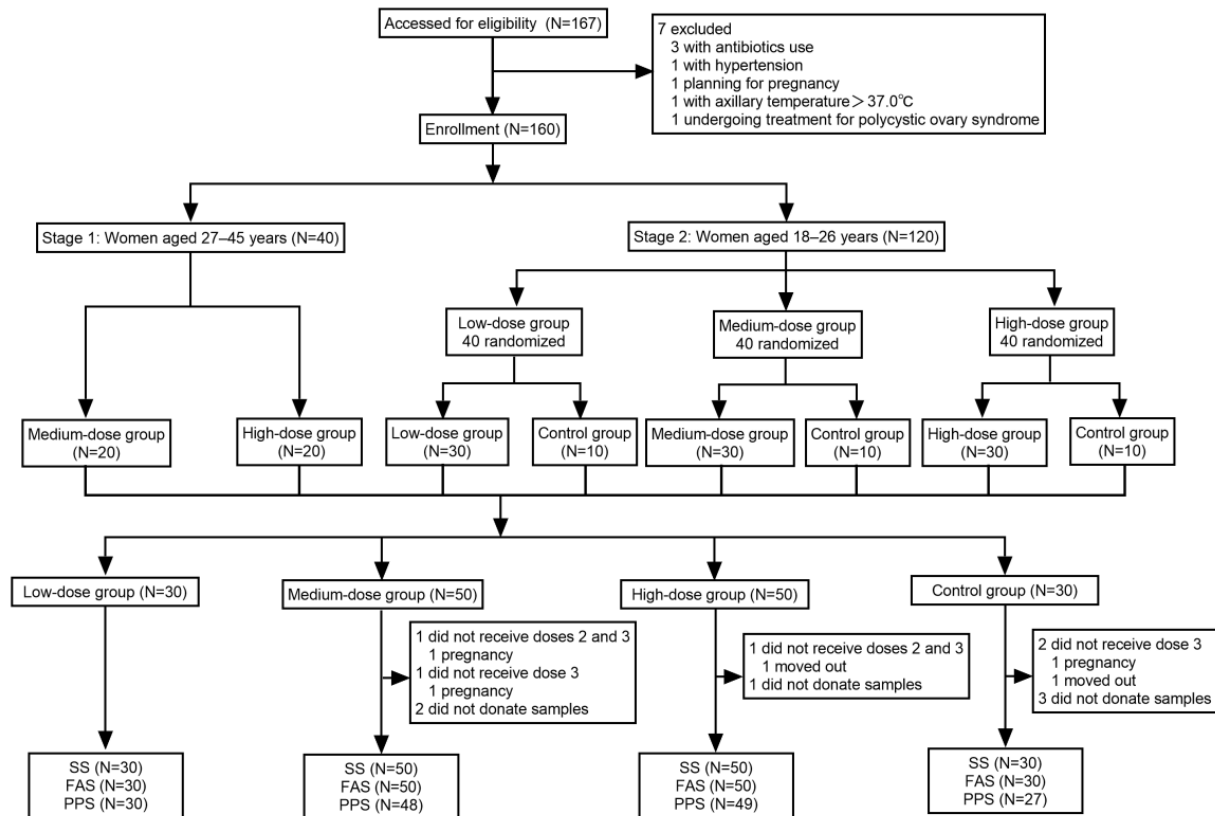 Accessed for eligibility (N=167)
7 excluded
3 with antibiotics use
1 with hypertension
1 planning for pregnancy
1 with axillary temperature＞37.0℃
1 undergoing treatment for polycystic ovary syndrome
Enrollment (N=160)
Stage 1: Women aged 27–45 years (N=40)
Stage 2: Women aged 18–26 years (N=120)
Low-dose group
40 randomized
Medium-dose group
40 randomized
High-dose group
40 randomized
Medium-dose group
(N=20)
High-dose group
(N=20)
Low-dose group
(N=30)
Control group
(N=10)
Medium-dose group
(N=30)
Control group
(N=10)
High-dose group
(N=30)
Control group
(N=10)
Low-dose group (N=30)
Medium-dose group (N=50)
High-dose group (N=50)
Control group (N=30)
1 did not receive doses 2 and 3
1 pregnancy
1 did not receive dose 3
1 pregnancy
2 did not donate samples
1 did not receive doses 2 and 3
1 moved out
1 did not donate samples
2 did not receive dose 3
1 pregnancy
1 moved out
3 did not donate samples
SS (N=30)
FAS (N=30)
PPS (N=30)
SS (N=50)
FAS (N=50)
PPS (N=48)
SS (N=50)
FAS (N=50)
PPS (N=49)
SS (N=30)
FAS (N=30)
PPS (N=27)